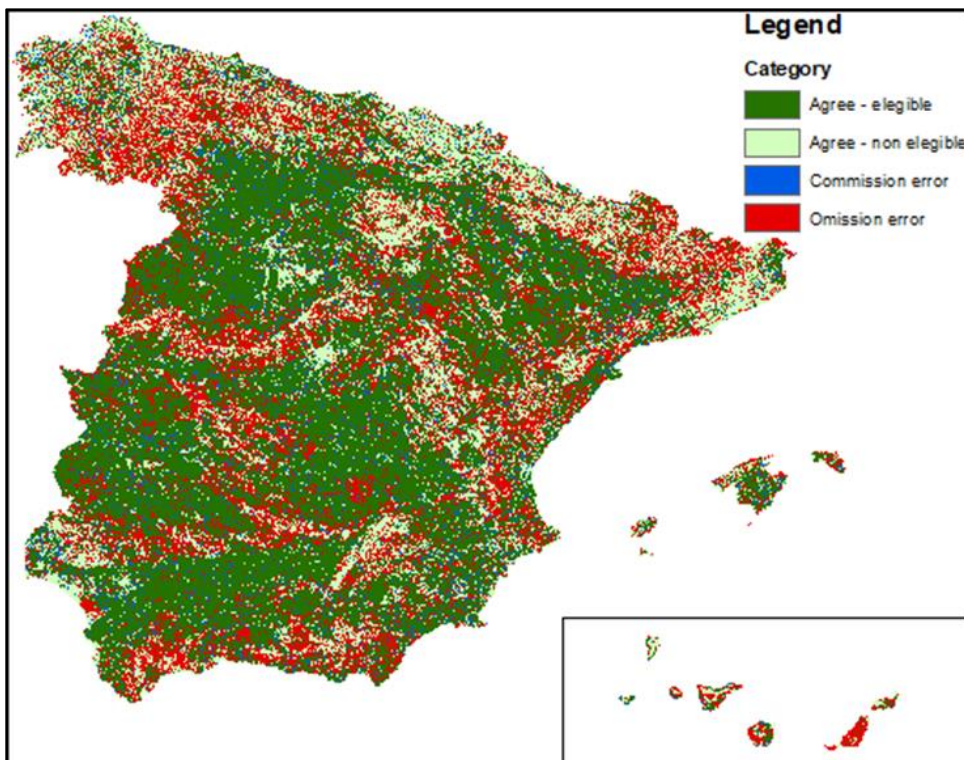 Legend
Category
Agree - elegible
Agree - non elegible
Commission error
Omission error